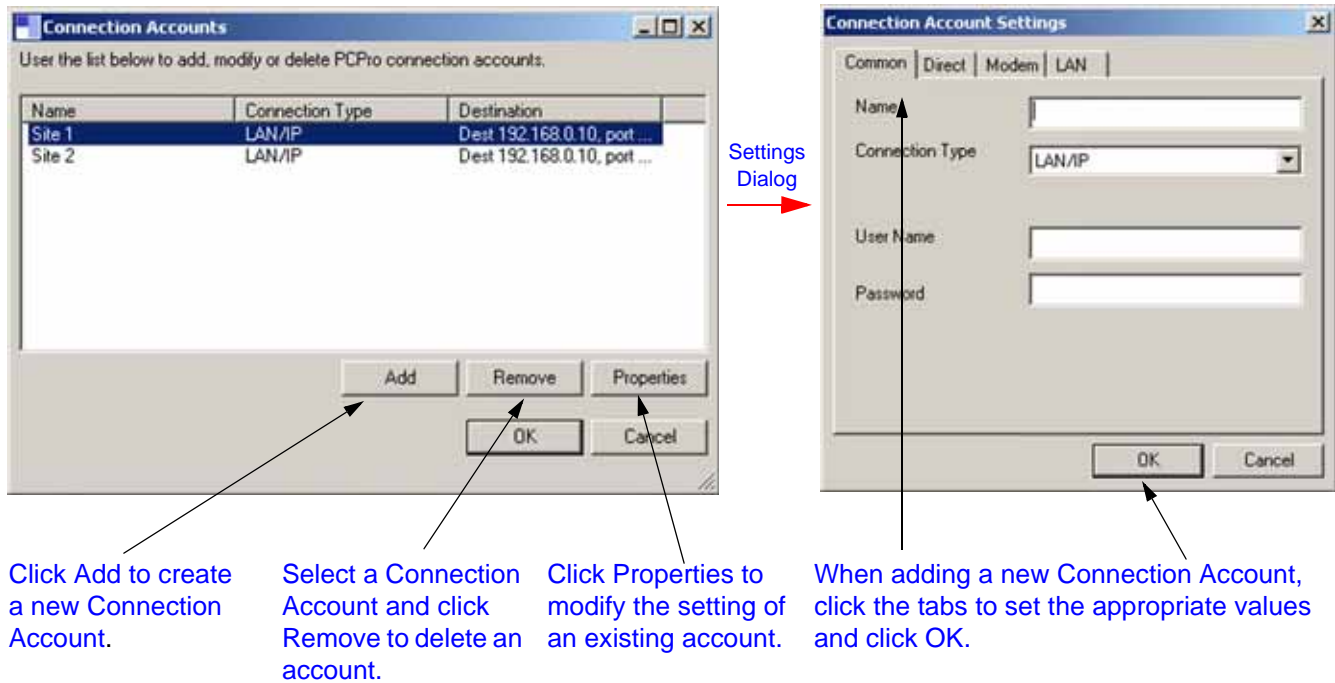 Connection Accounts
User the list below to add, modify or delete PCPro connection accounts.
Name Connection Type Destination
Site 1 LAN/IP Dest 192.168.0.10, port ...
Site 2 LAN/IP Dest 192.168.0.10, port ...
Add Remove Properties
OK Cancel
Settings
Dialog
Connection Account Settings
Common Direct Modem LAN
Name
Connection Type LAN/IP
User Name
Password
OK Cancel
Click Add to create
a new Connection
Account.
Select a Connection
Account and click
Remove to delete an
account.
Click Properties to
modify the setting of
an existing account.
When adding a new Connection Account,
click the tabs to set the appropriate values
and click OK.